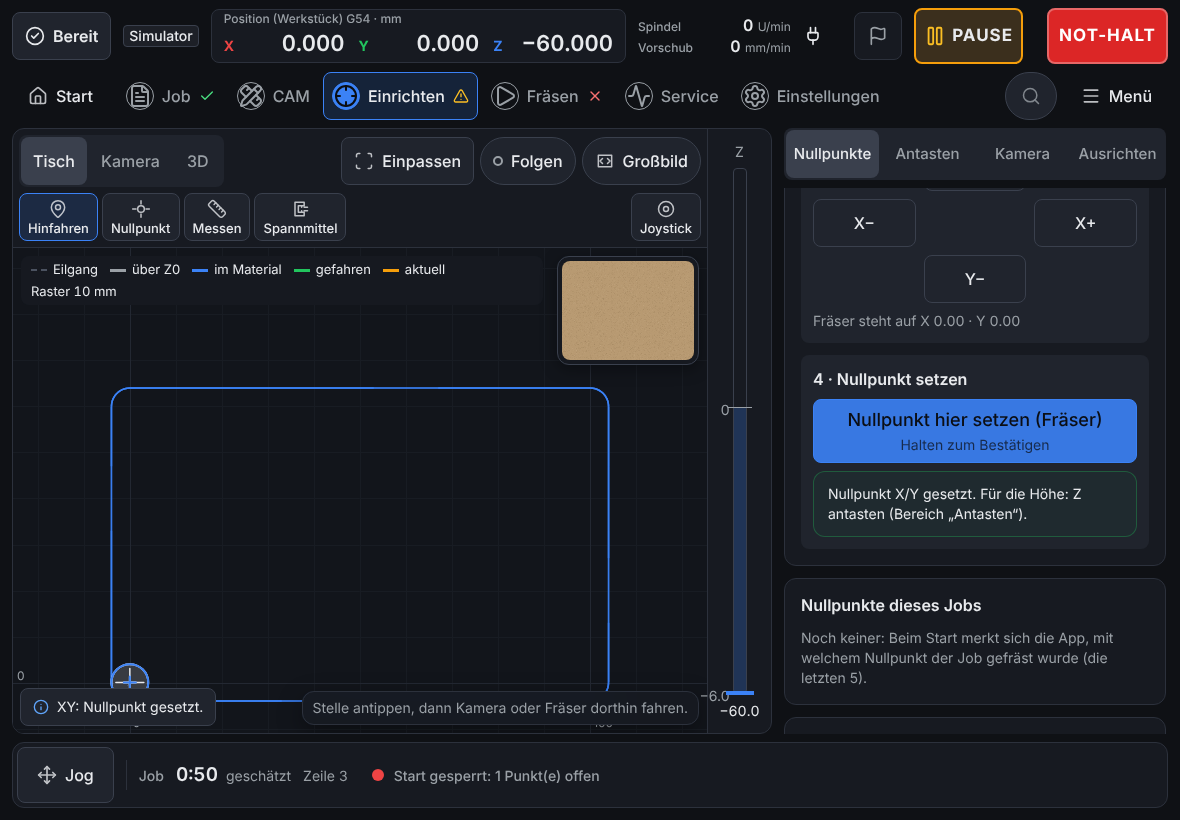 Bereit
Simulator
Position (Werkstück) G54 · mm
X 0.000 Y 0.000 Z −60.000
Spindel 0 U/min
Vorschub 0 mm/min
PAUSE
NOT-HALT
Start
Job
CAM
Einrichten
Fräsen
Service
Einstellungen
Menü
Tisch
Kamera
3D
Einpassen
Folgen
Großbild
Hinfahren
Nullpunkt
Messen
Spannmittel
Joystick
Eilgang
über Z0
im Material
gefahren
aktuell
Raster 10 mm
0
XY: Nullpunkt gesetzt.
Stelle antippen, dann Kamera oder Fräser dorthin fahren.
Z
0
−6.0
−60.0
Nullpunkte
Antasten
Kamera
Ausrichten
X−
X+
Y−
Fräser steht auf X 0.00 · Y 0.00
4 · Nullpunkt setzen
Nullpunkt hier setzen (Fräser)
Halten zum Bestätigen
Nullpunkt X/Y gesetzt. Für die Höhe: Z
antasten (Bereich „Antasten“).
Nullpunkte dieses Jobs
Noch keiner: Beim Start merkt sich die App, mit
welchem Nullpunkt der Job gefräst wurde (die
letzten 5).
Jog
Job 0:50 geschätzt Zeile 3
Start gesperrt: 1 Punkt(e) offen